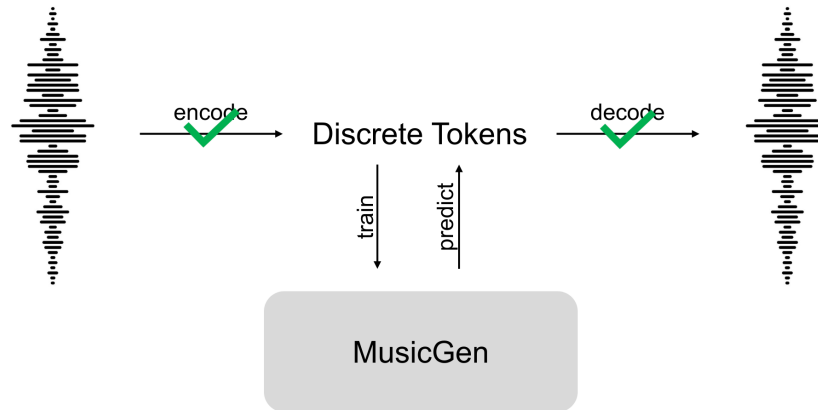 encode
decode
Discrete Tokens
train
predict
MusicGen